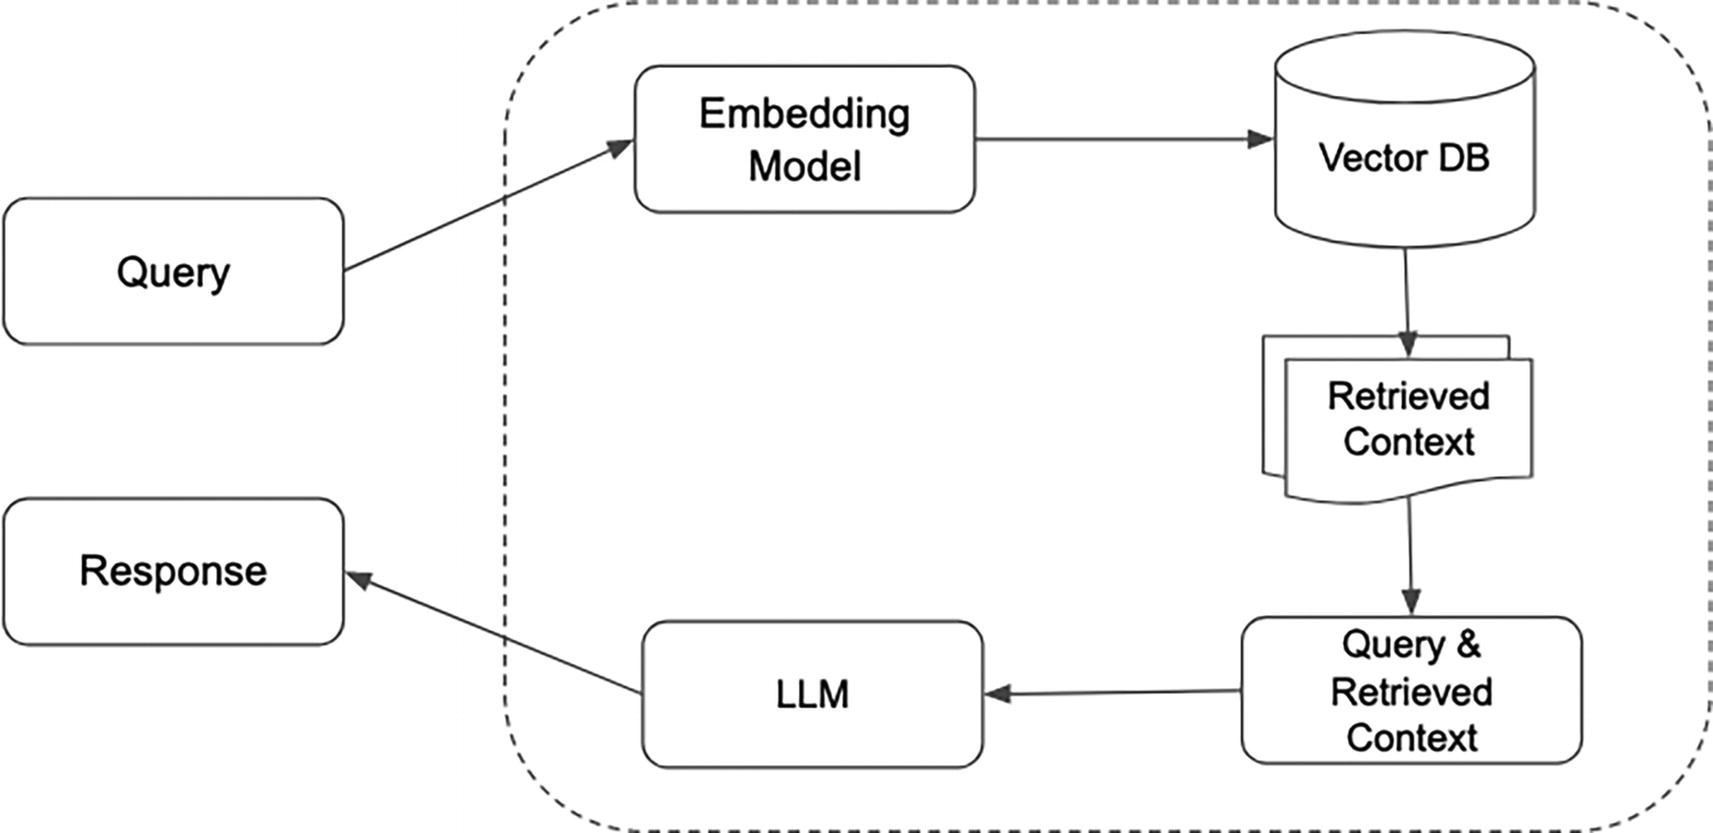 Embedding
Model
Vector DB
Query
Retrieved
Context
Response
LLM
Query &
Retrieved
Context